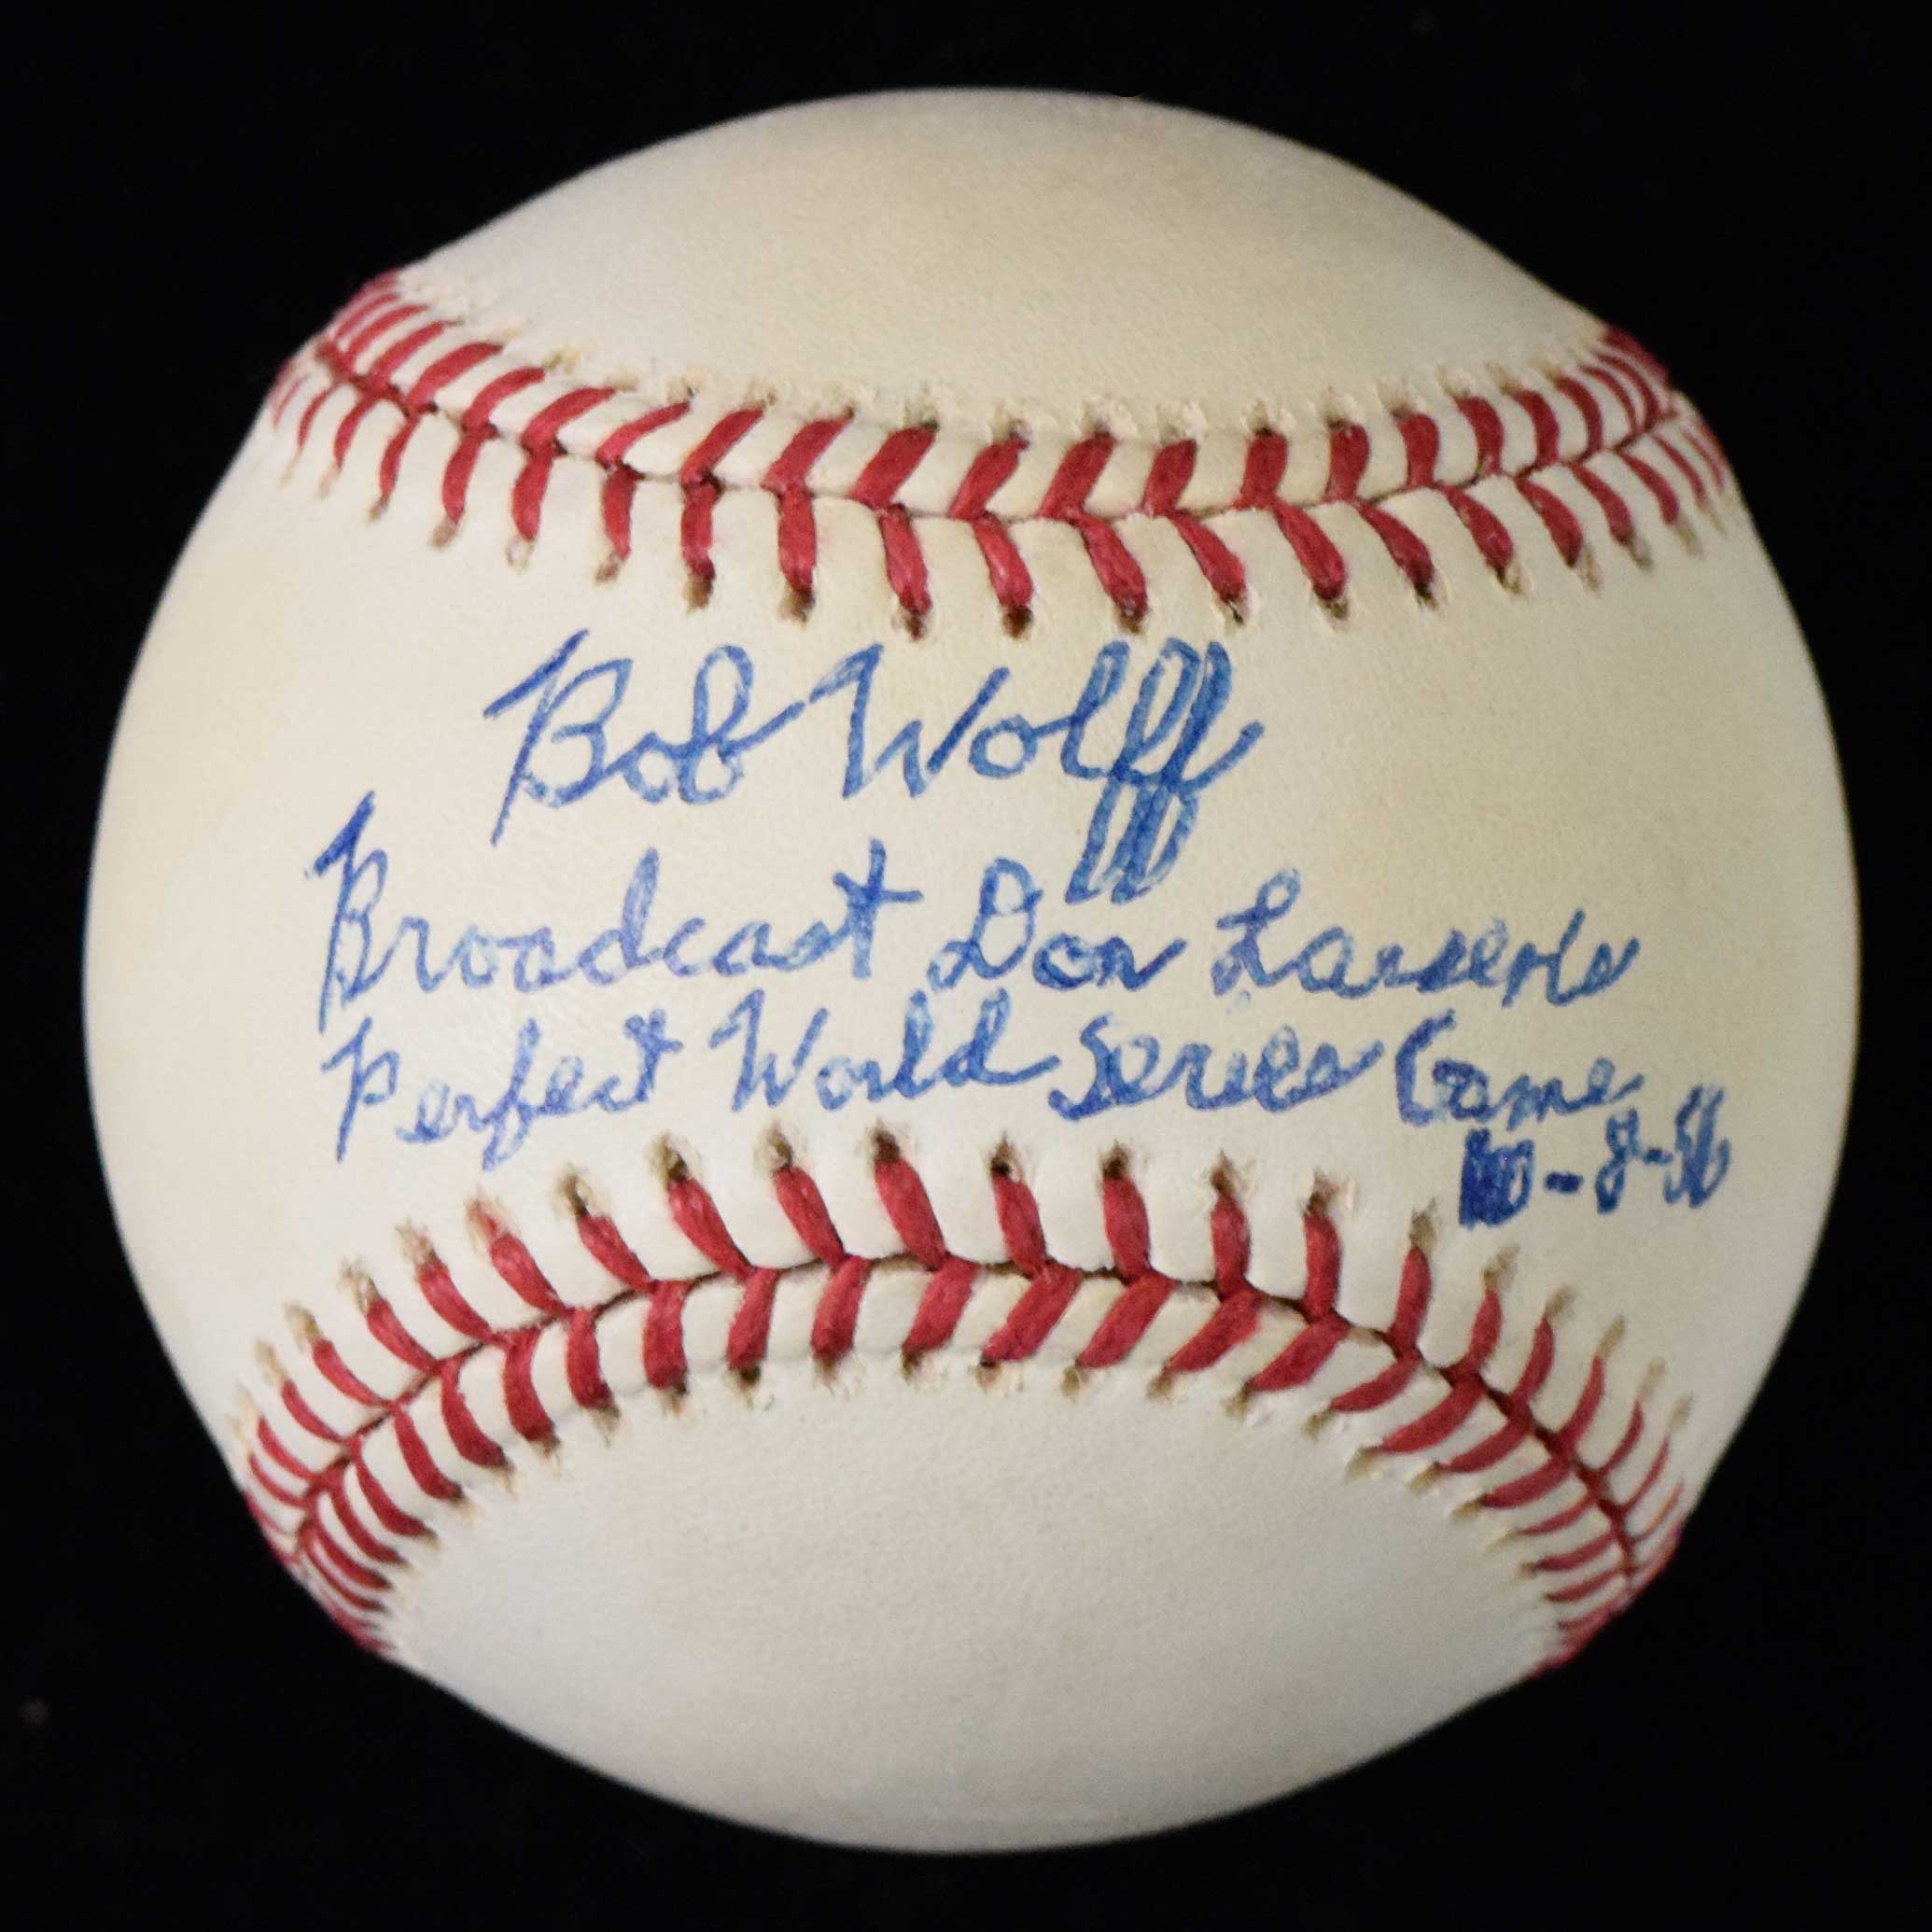 Bob Wolff
Broadcast Don Larsen's
Perfect World Series Game
10-8-56